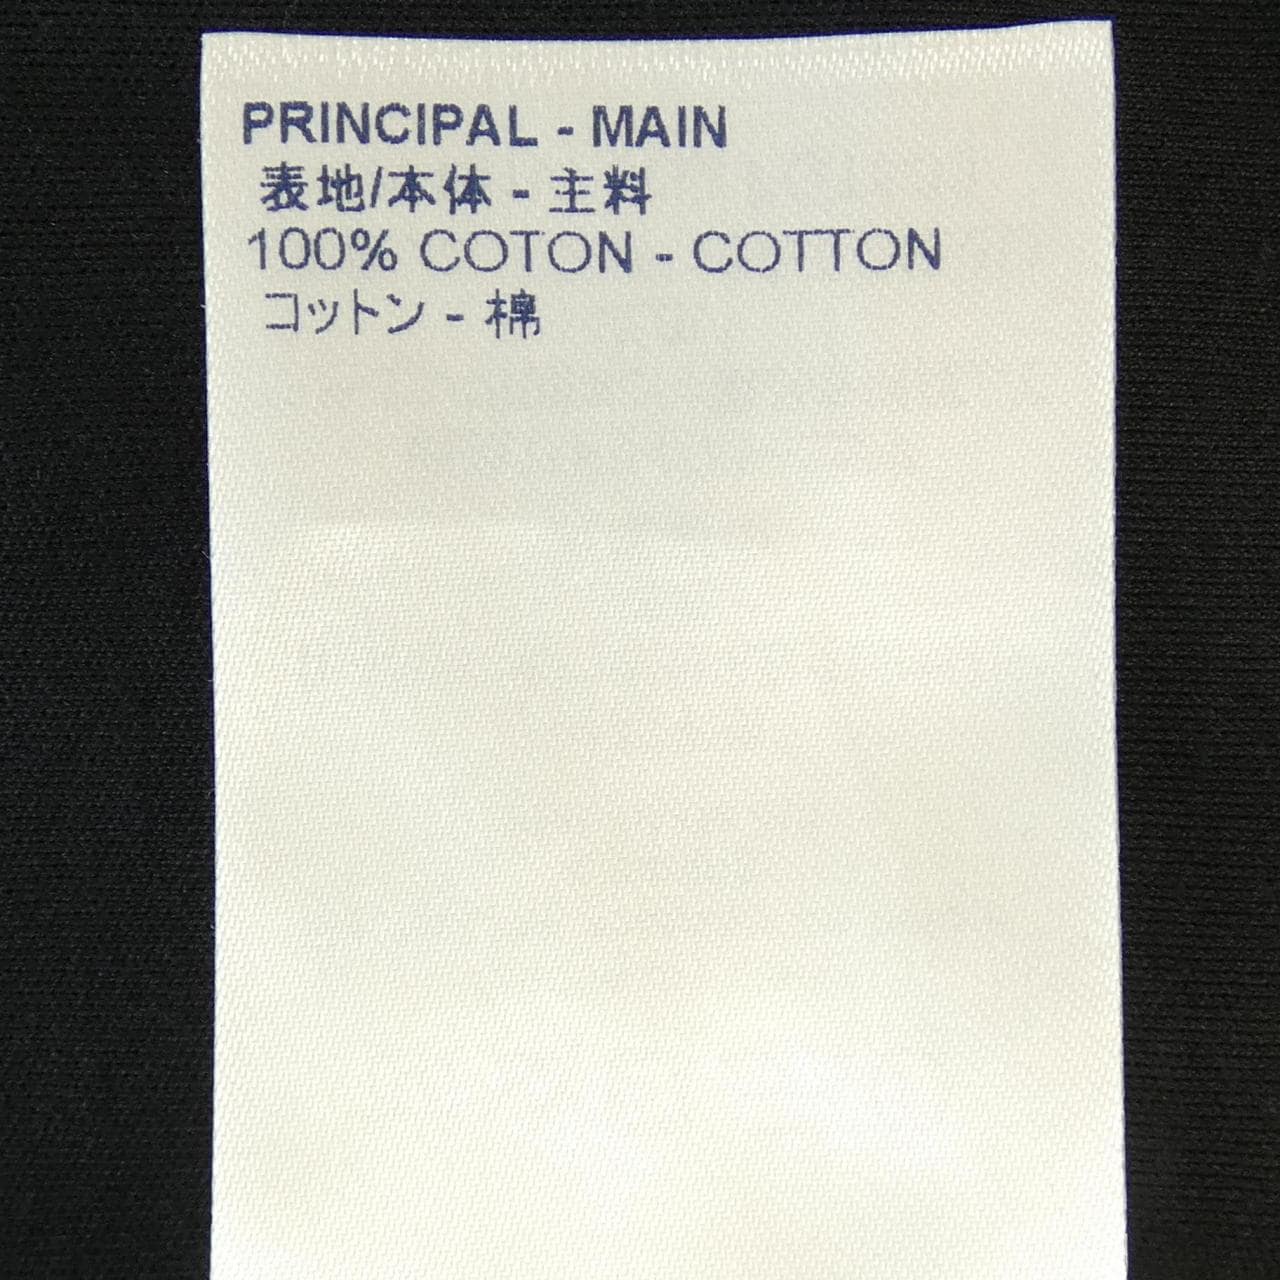 PRINCIPAL - MAIN
表地/本体 - 主料
100% COTON - COTTON
コットン - 棉